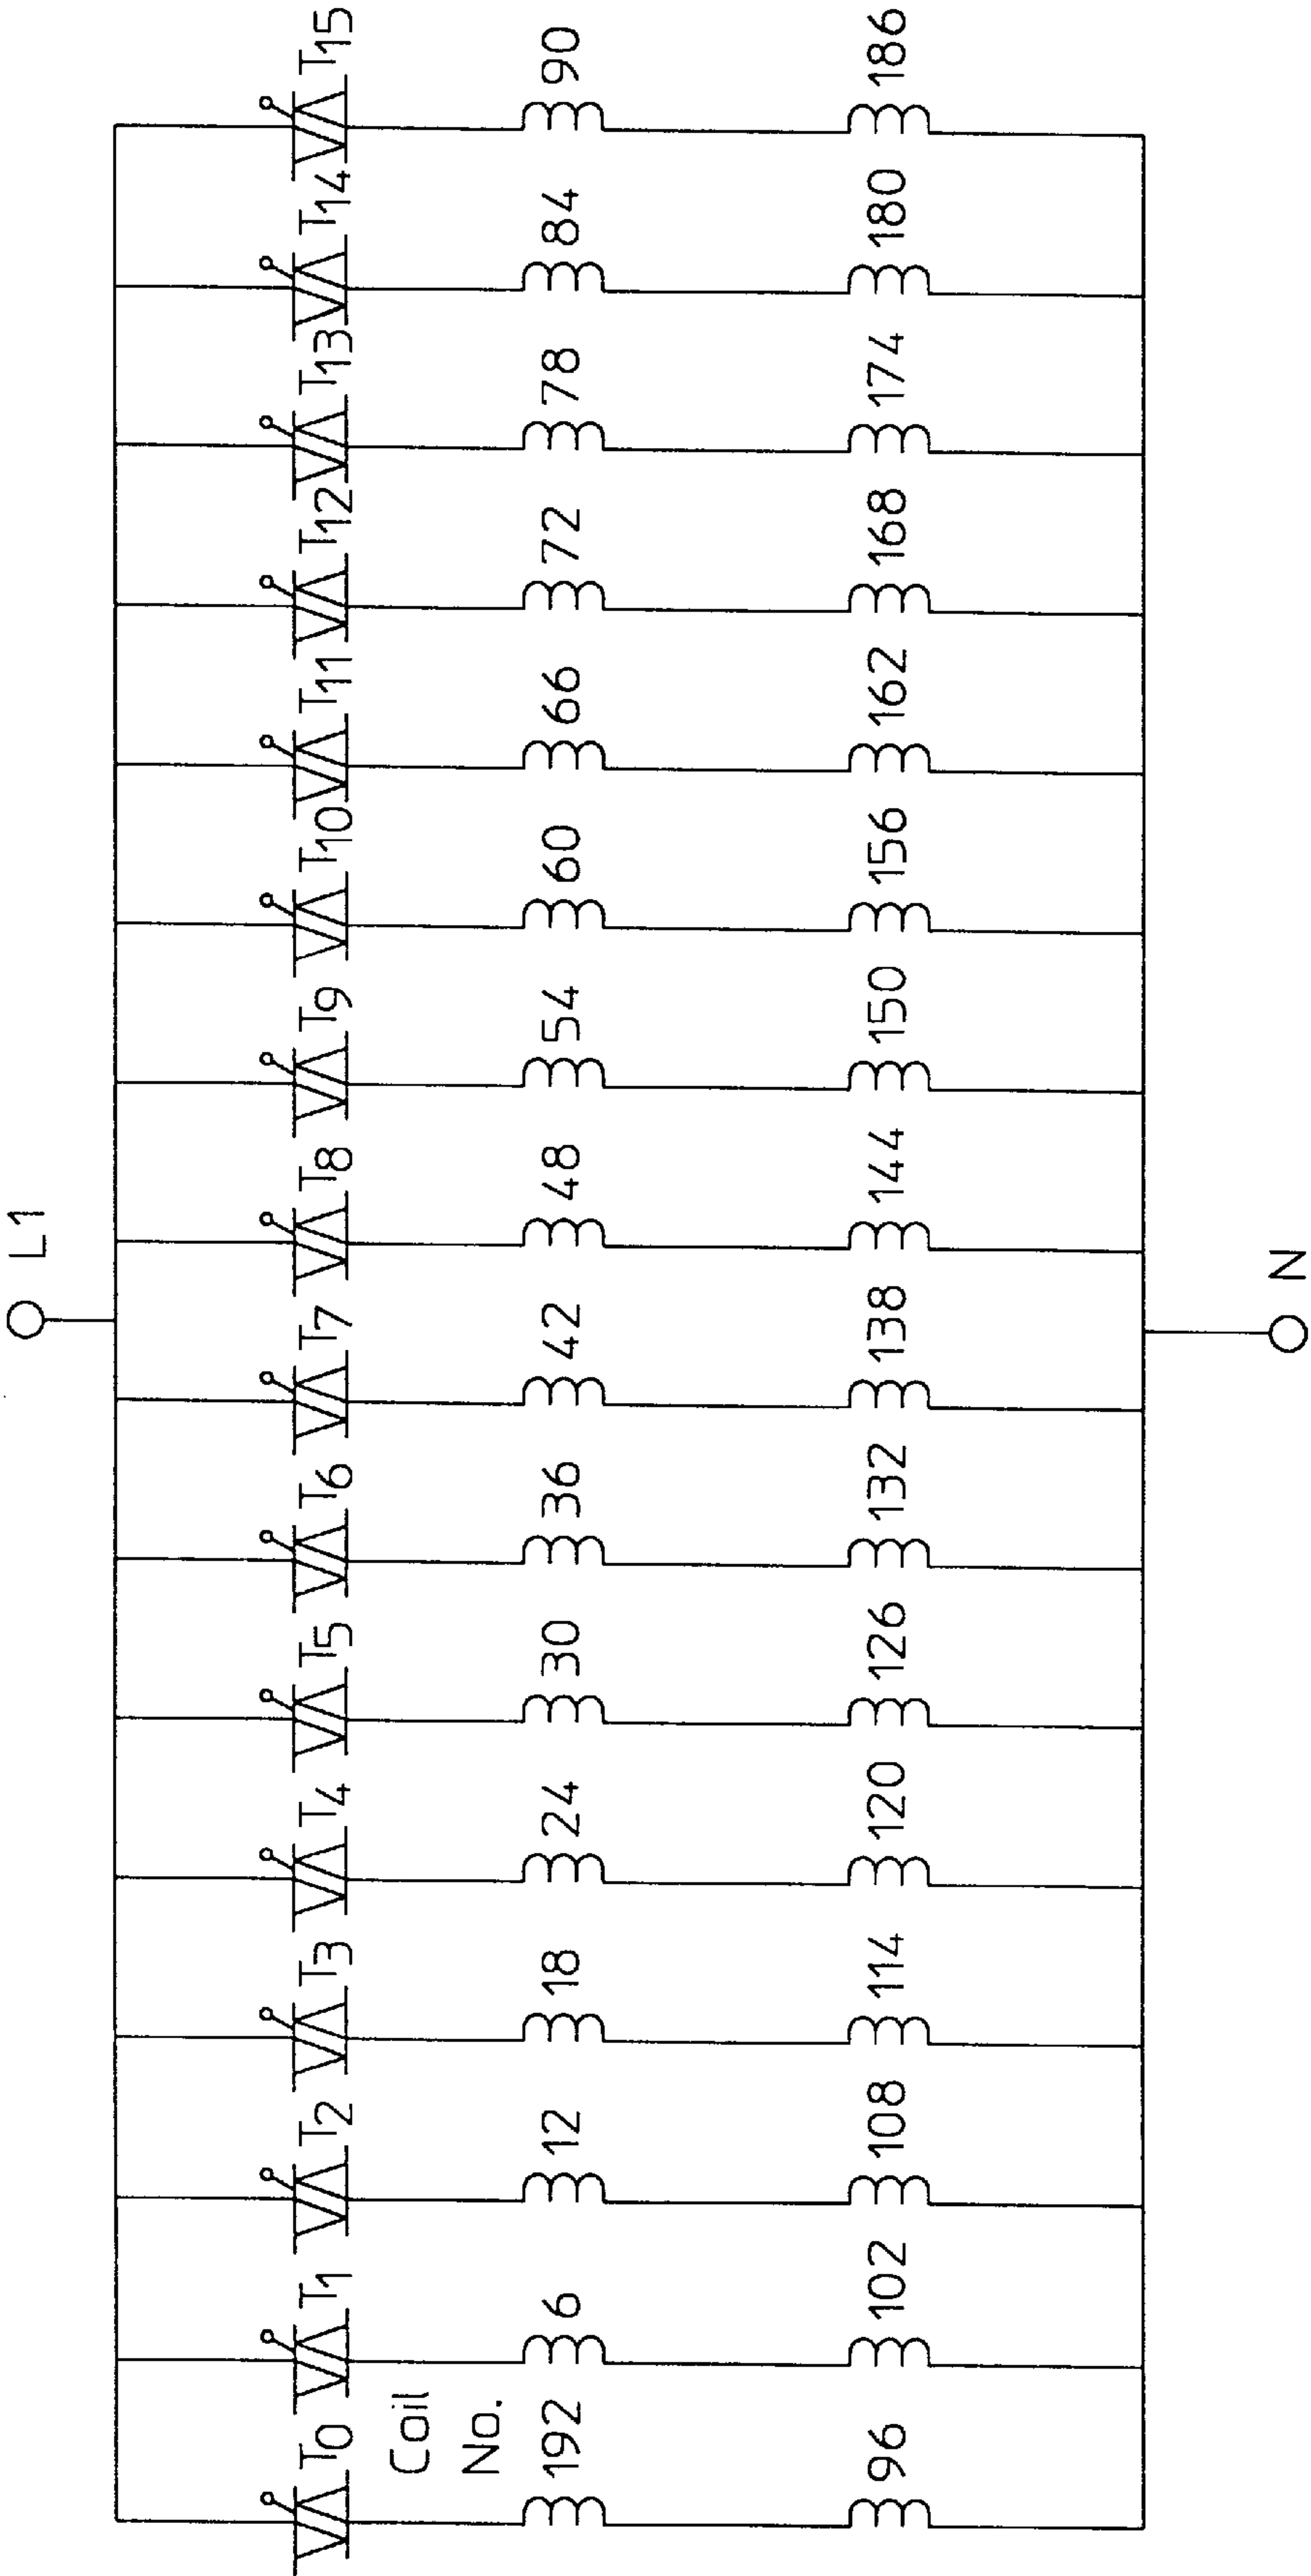 L1
T0 T1 T2 T3 T4 T5 T6 T7 T8 T9 T10 T11 T12 T13 T14 T15
Coil
No.
192 6 12 18 24 30 36 42 48 54 60 66 72 78 84 90
96 102 108 114 120 126 132 138 144 150 156 162 168 174 180 186
N